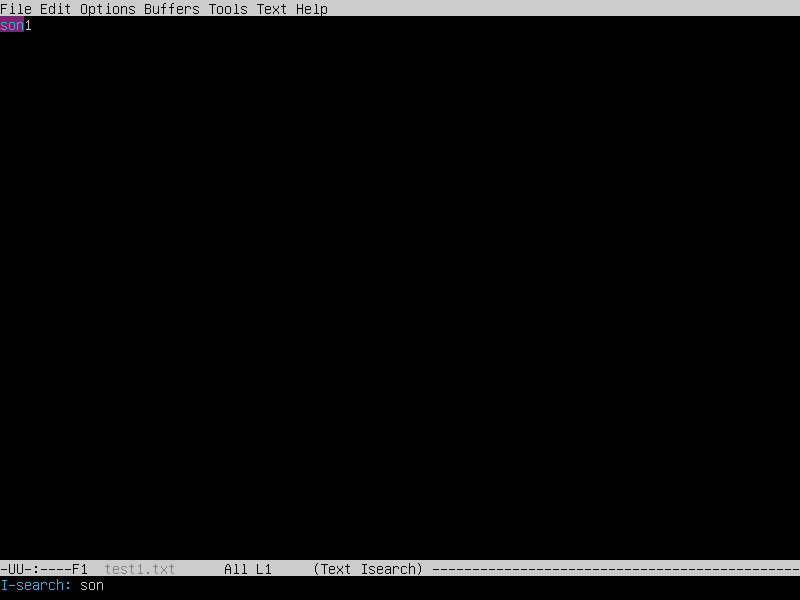 File Edit Options Buffers Tools Text Help
son1
-UU-:----F1  test1.txt      All L1     (Text Isearch) ----------------------------------------------
I-search: son